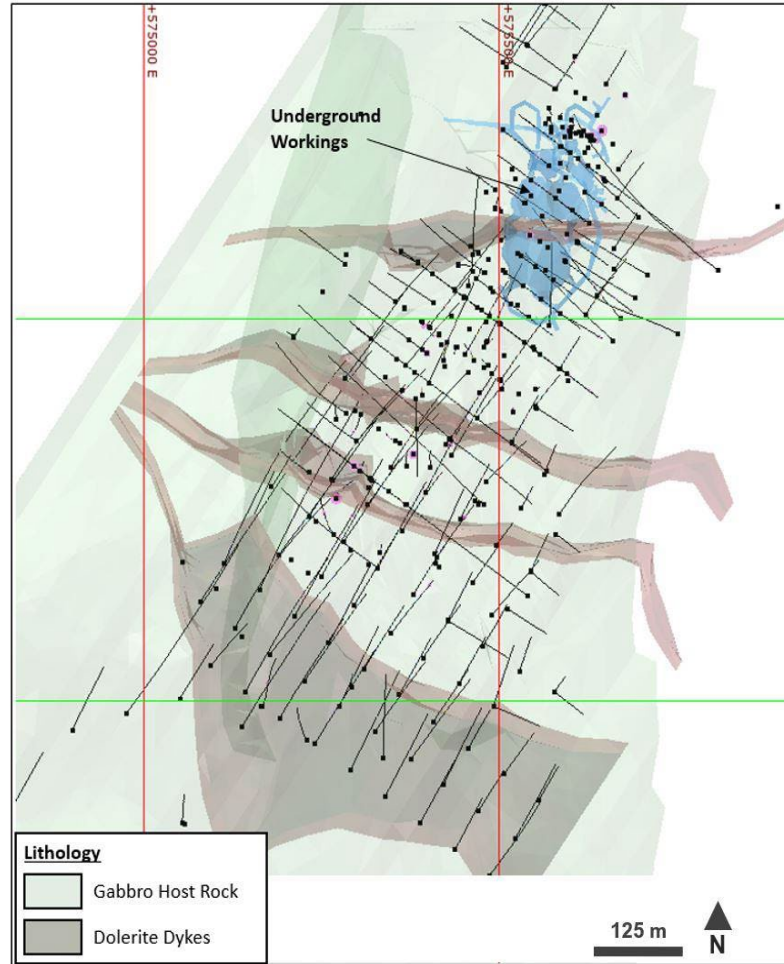 +575000 E
+575500 E
Underground
Workings
Lithology
Gabbro Host Rock
Dolerite Dykes
125 m
N